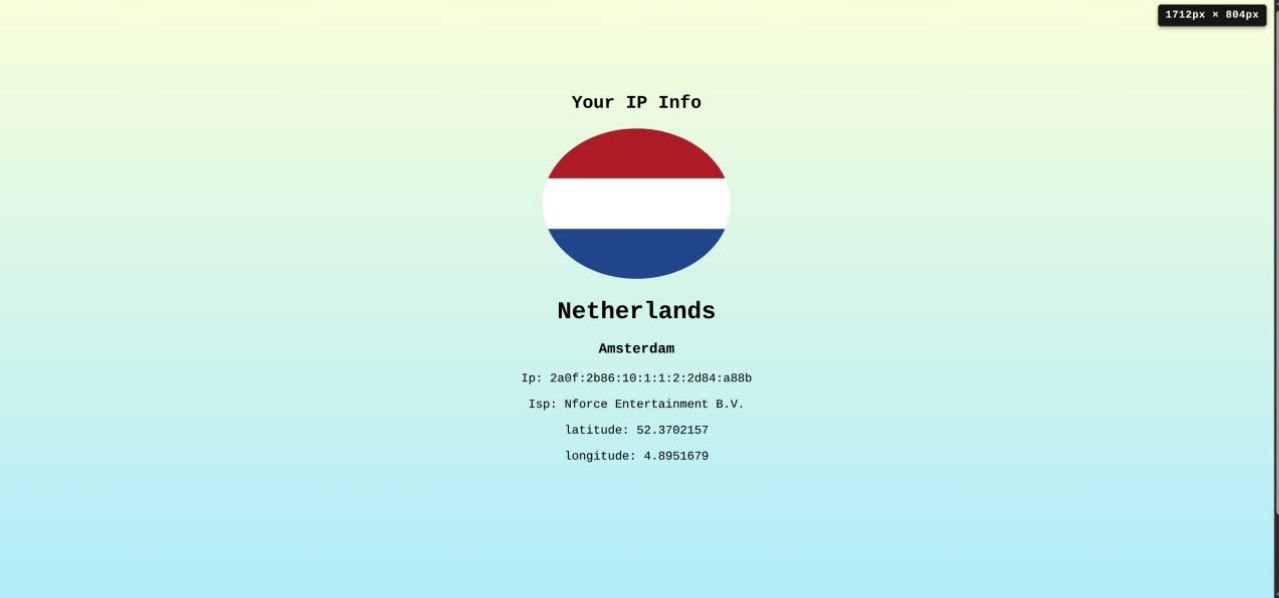 1712px × 804px
Your IP Info
Netherlands
Amsterdam
Ip: 2a0f:2b86:10:1:1:2:2d84:a88b
Isp: Nforce Entertainment B.V.
latitude: 52.3702157
longitude: 4.8951679